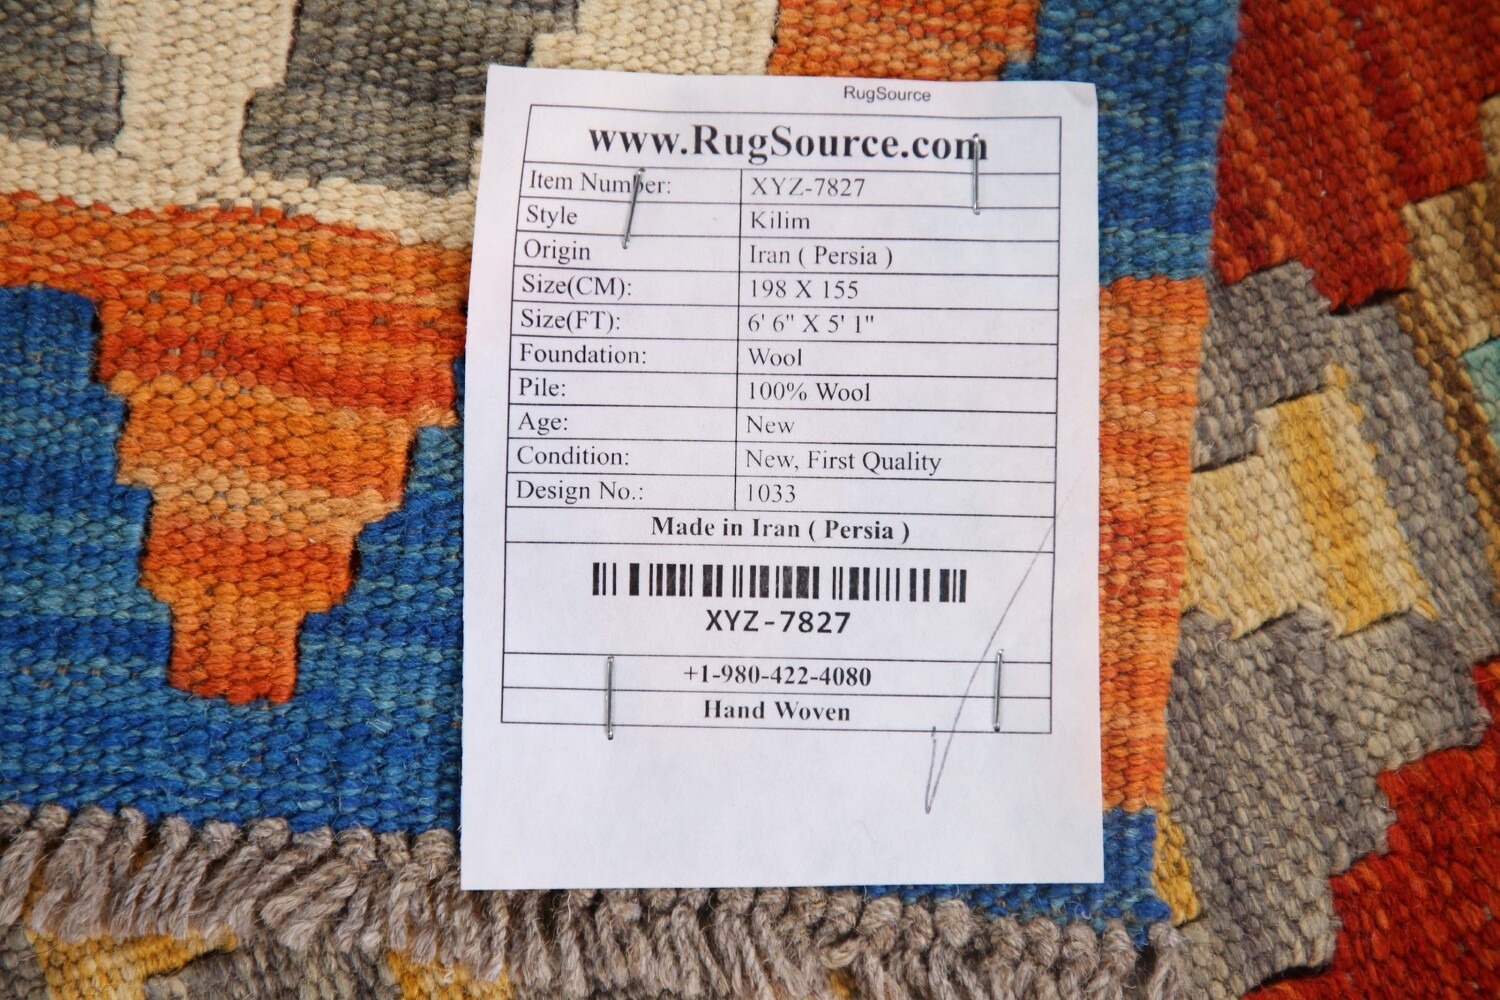 RugSource
www.RugSource.com
Item Number: XYZ-7827
Style Kilim
Origin Iran ( Persia )
Size(CM): 198 X 155
Size(FT): 6' 6" X 5' 1"
Foundation: Wool
Pile: 100% Wool
Age: New
Condition: New, First Quality
Design No.: 1033
Made in Iran ( Persia )
XYZ-7827
+1-980-422-4080
Hand Woven